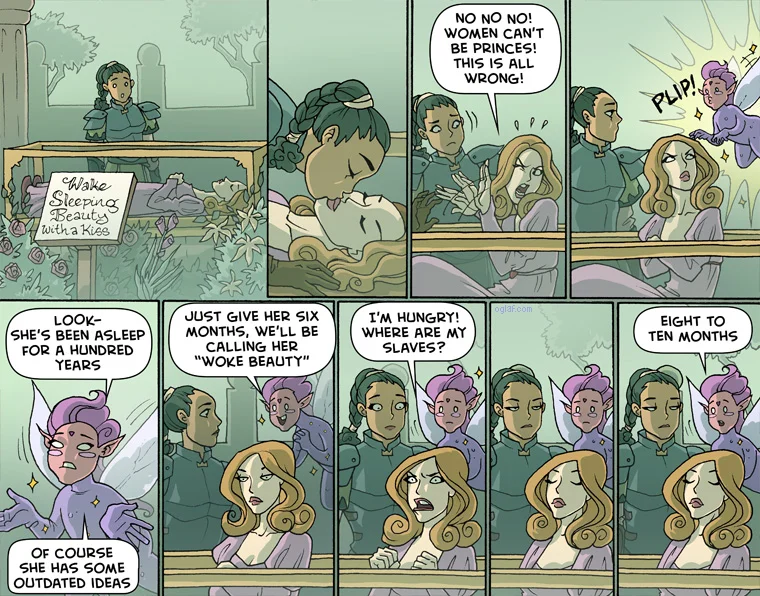 Wake
Sleeping
Beauty
with a Kiss
NO NO NO!
WOMEN CAN'T
BE PRINCES!
THIS IS ALL
WRONG!
PLIP!
LOOK-
SHE'S BEEN ASLEEP
FOR A HUNDRED
YEARS
OF COURSE
SHE HAS SOME
OUTDATED IDEAS
JUST GIVE HER SIX
MONTHS, WE'LL BE
CALLING HER
"WOKE BEAUTY"
I'M HUNGRY!
WHERE ARE MY
SLAVES?
oglaf.com
EIGHT TO
TEN MONTHS